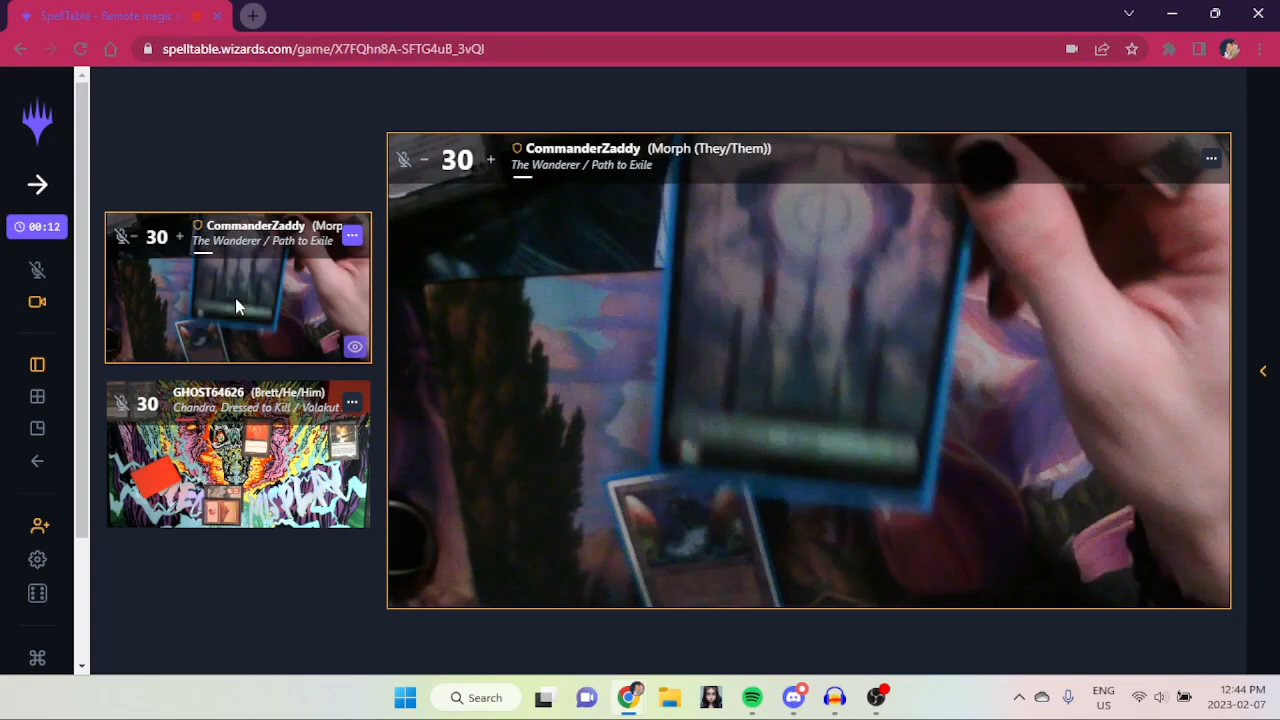 SpellTable - Remote magic
spelltable.wizards.com/game/X7FQhn8A-SFTG4uB_3vQI
00:12
30
CommanderZaddy (Morp
The Wanderer / Path to Exile
30
GHOST64626 (Brett/He/Him)
Chandra, Dressed to Kill / Valakut
30
CommanderZaddy (Morph (They/Them))
The Wanderer / Path to Exile
Search
ENG
US
12:44 PM
2023-02-07